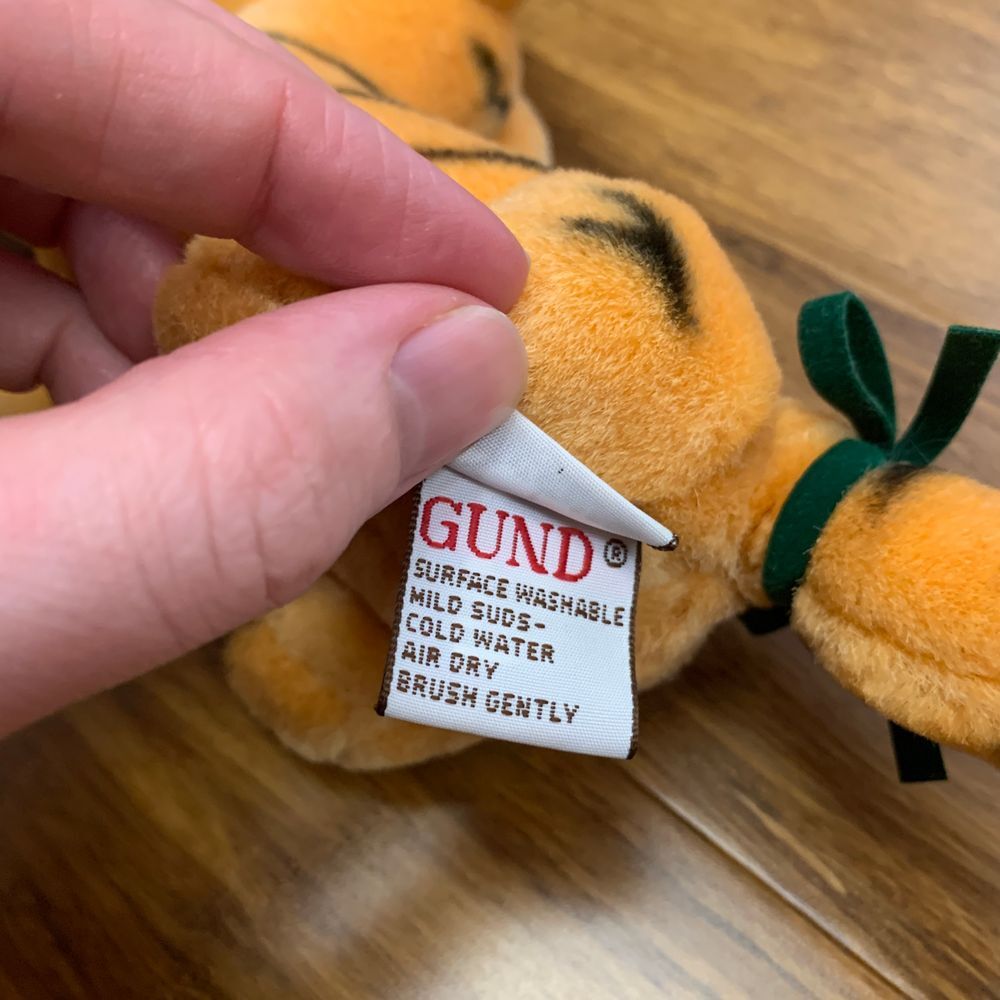 GUND®
SURFACE WASHABLE
MILD SUDS-
COLD WATER
AIR DRY
BRUSH GENTLY